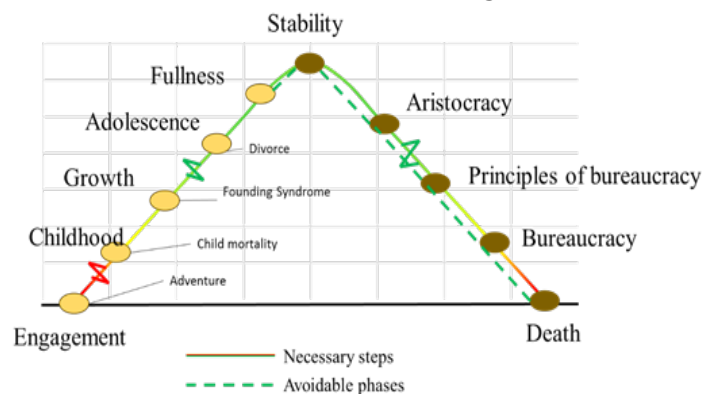 Stability
Fullness
Aristocracy
Adolescence
Divorce
Growth
Principles of bureaucracy
Founding Syndrome
Childhood
Bureaucracy
Child mortality
Adventure
Engagement
Death
Necessary steps
Avoidable phases